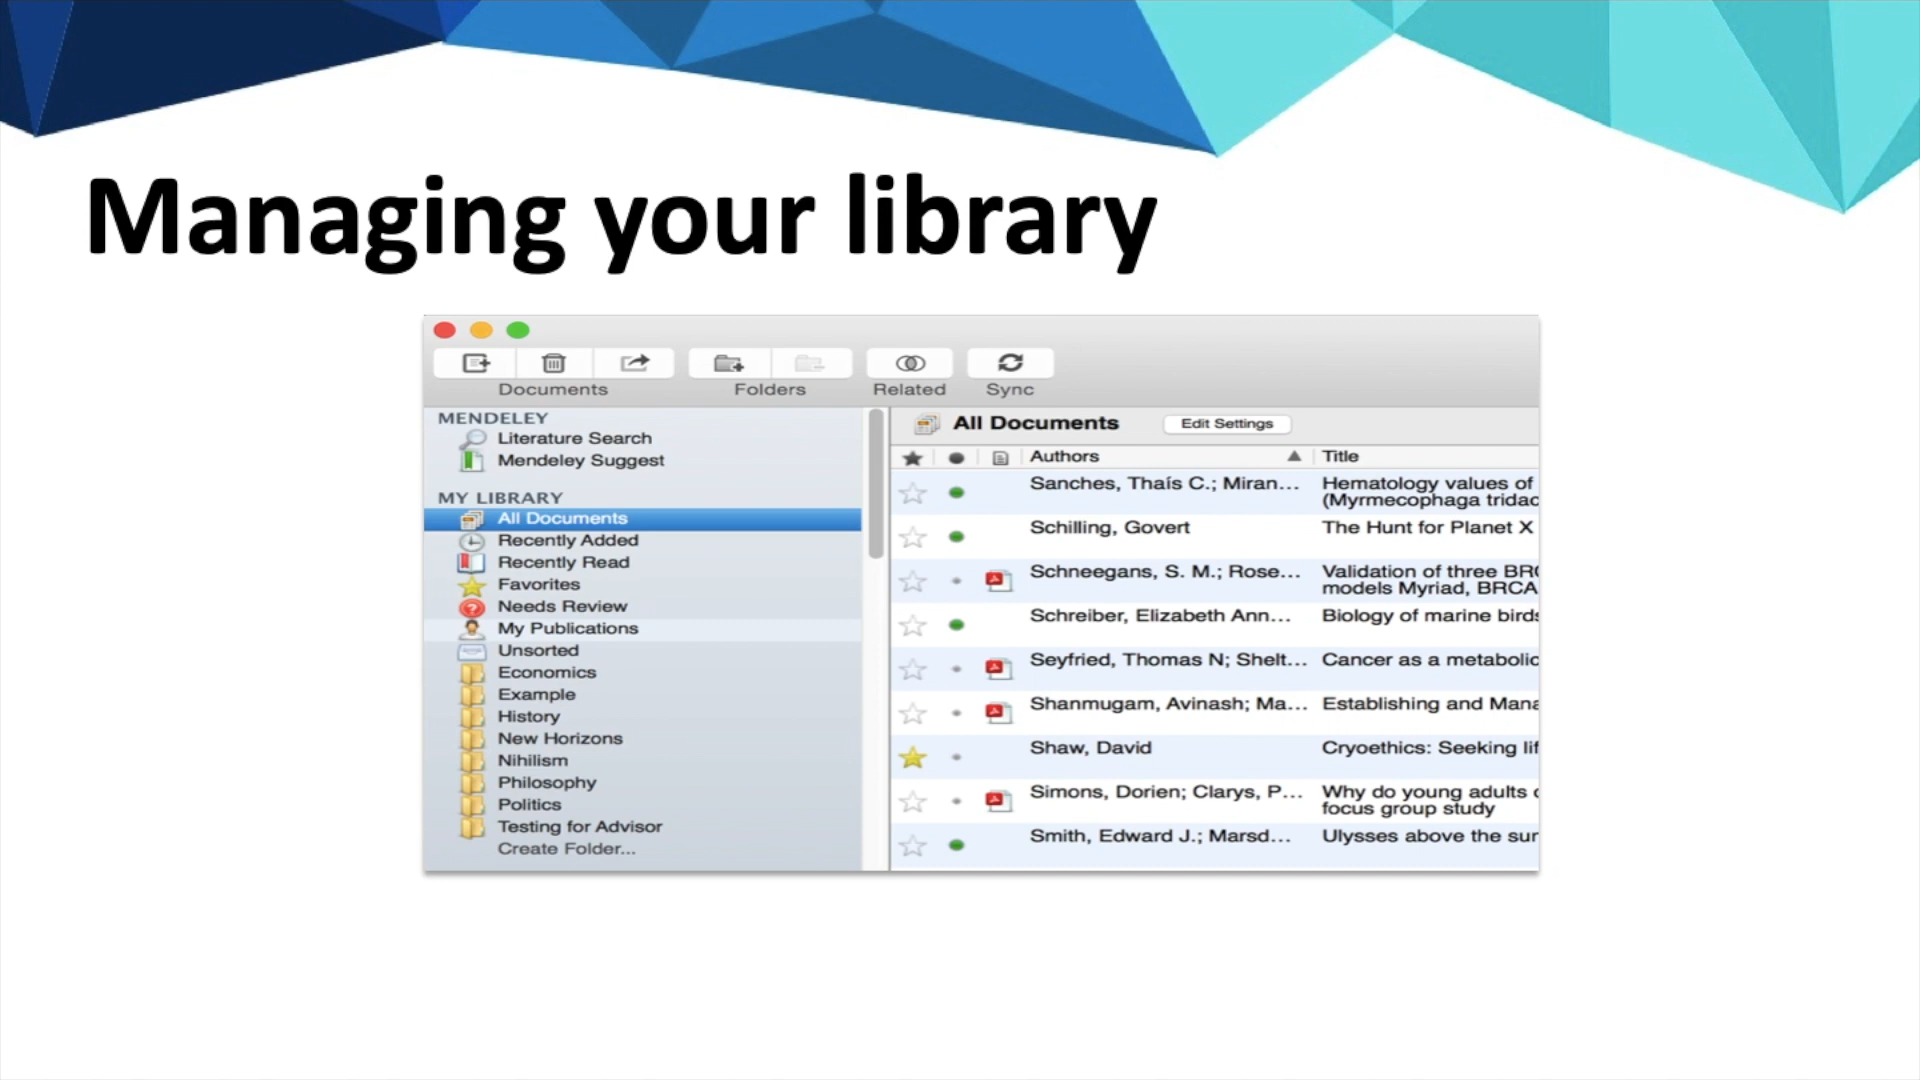 Managing your library
Documents
Folders
Related
Sync
MENDELEY
Literature Search
Mendeley Suggest
MY LIBRARY
All Documents
Recently Added
Recently Read
Favorites
Needs Review
My Publications
Unsorted
Economics
Example
History
New Horizons
Nihilism
Philosophy
Politics
Testing for Advisor
Create Folder...
All Documents
Edit Settings
Authors Title
Sanches, Thaís C.; Miran... Hematology values of
(Myrmecophaga tridac
Schilling, Govert The Hunt for Planet X
Schneegans, S. M.; Rose... Validation of three BRC
models Myriad, BRCA
Schreiber, Elizabeth Ann... Biology of marine birds
Seyfried, Thomas N; Shelt... Cancer as a metabolic
Shanmugam, Avinash; Ma... Establishing and Mana
Shaw, David Cryoethics: Seeking lif
Simons, Dorien; Clarys, P... Why do young adults
focus group study
Smith, Edward J.; Marsd... Ulysses above the sur